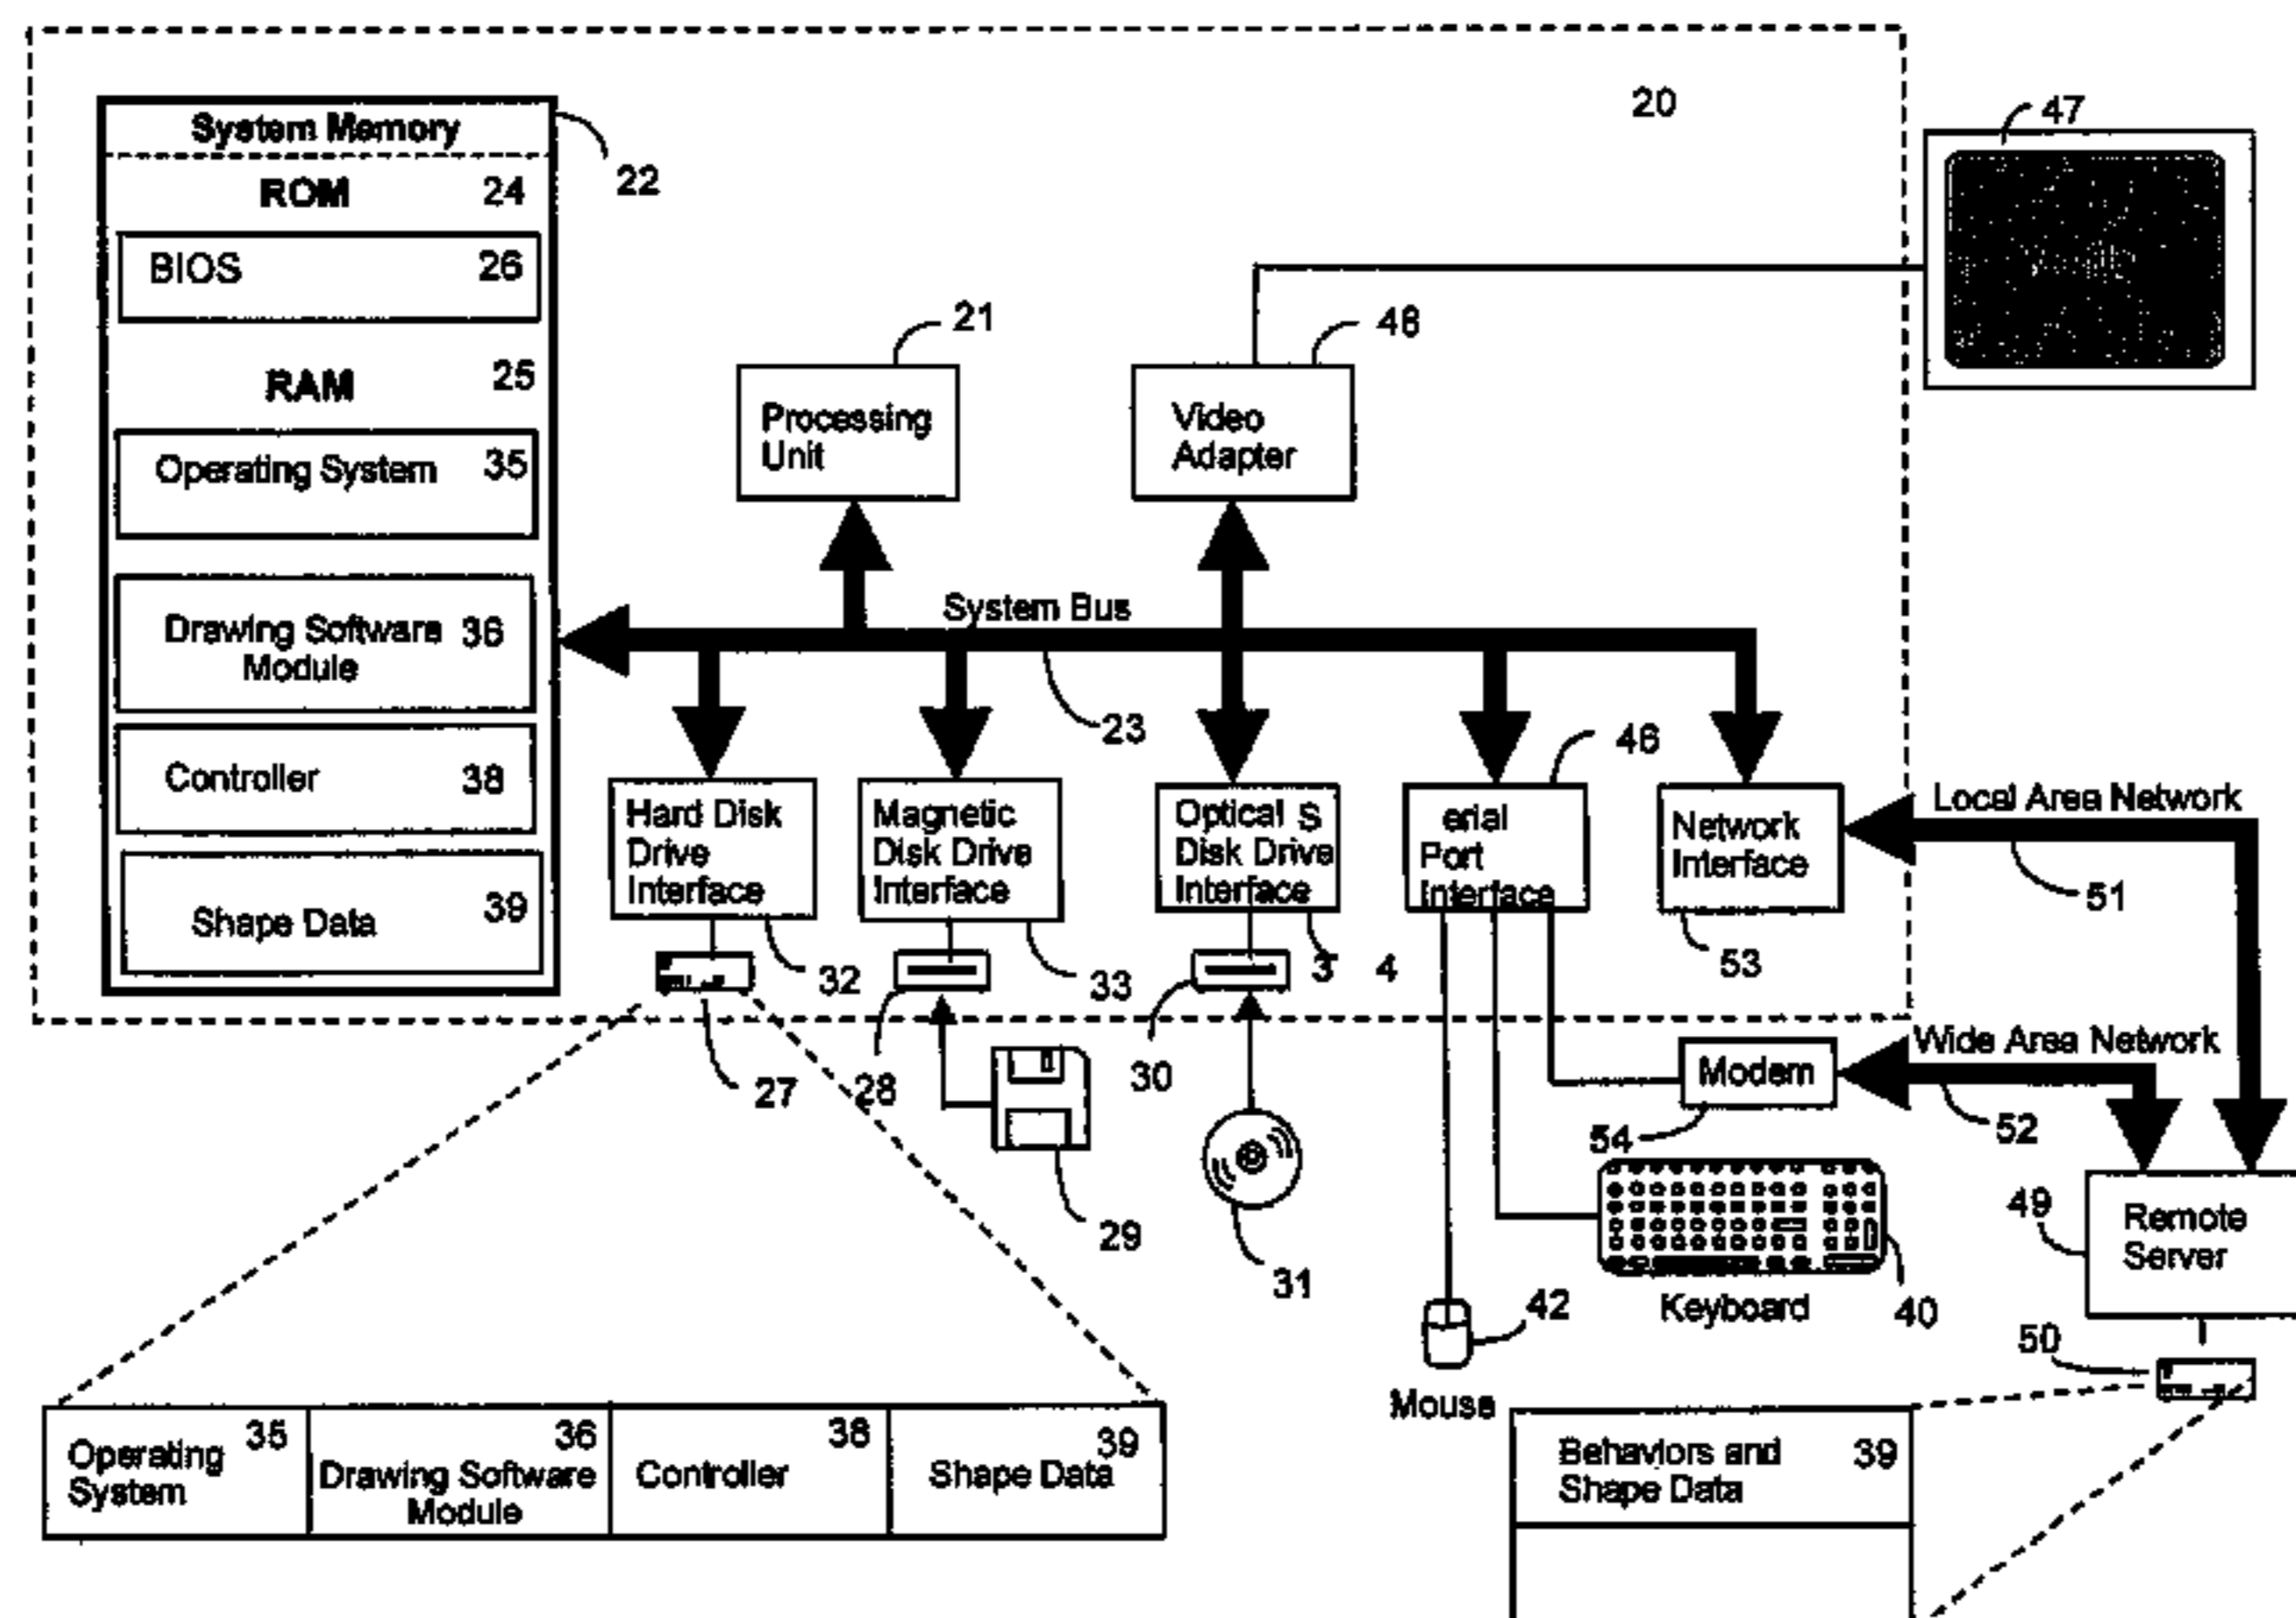 20
47
System Memory
22
ROM 24
BIOS 26
RAM 25
Operating System 35
Drawing Software 36
Module
Controller 38
Shape Data 39
21
Processing
Unit
48
Video
Adapter
System Bus
23
Hard Disk
Drive
Interface
32
27
Magnetic
Disk Drive
Interface
33
28
29
Optical S
Disk Drive
Interface
3 4
30
31
46
erial
Port
Interface
Network
Interface
53
Local Area Network
51
Wide Area Network
52
Modem
54
Keyboard
40
42
Mouse
49
Remote
Server
50
Operating
System
35
36
Drawing Software
Module
38
Controller
39
Shape Data
Behaviors and 39
Shape Data